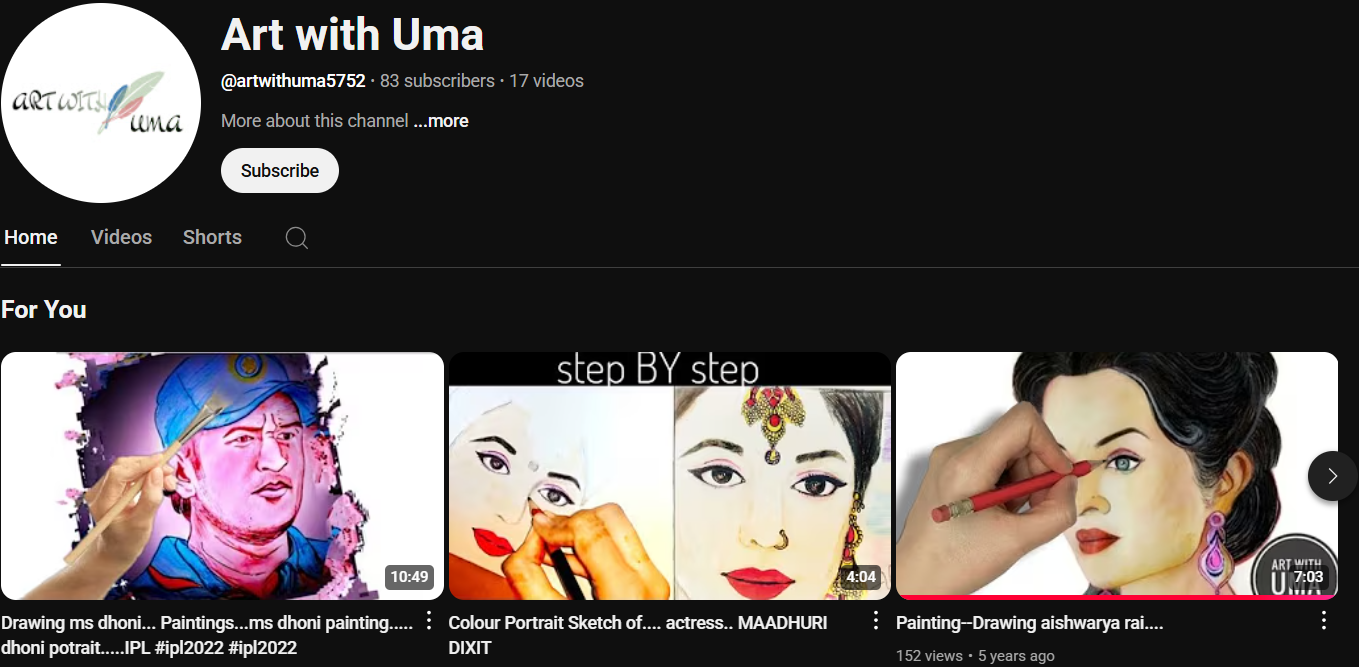 ART WITH
uma
Art with Uma
@artwithuma5752 · 83 subscribers · 17 videos
More about this channel ...more
Subscribe
Home Videos Shorts
For You
10:49
step BY step
4:04
ART WITH
UMA
7:03
Drawing ms dhoni... Paintings...ms dhoni painting.....
dhoni potrait.....IPL #ipl2022 #ipl2022
Colour Portrait Sketch of.... actress.. MAADHURI
DIXIT
Painting--Drawing aishwarya rai....
152 views • 5 years ago